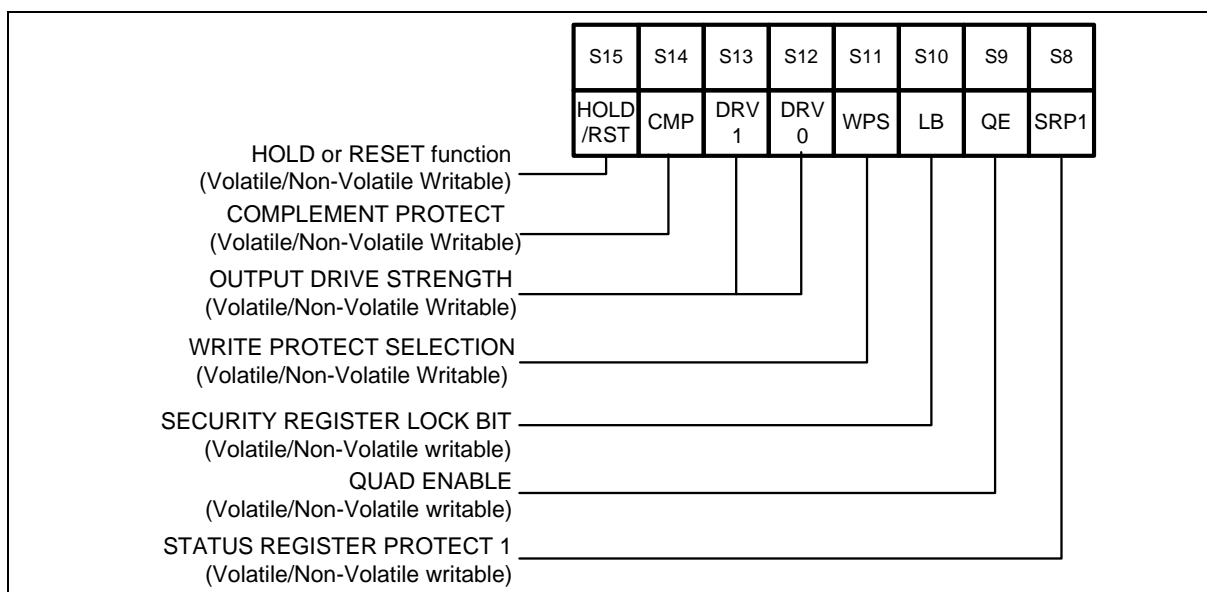 S15 S14 S13 S12 S11 S10 S9 S8
HOLD /RST CMP DRV 1 DRV 0 WPS LB QE SRP1
HOLD or RESET function
(Volatile/Non-Volatile Writable)
COMPLEMENT PROTECT
(Volatile/Non-Volatile Writable)
OUTPUT DRIVE STRENGTH
(Volatile/Non-Volatile Writable)
WRITE PROTECT SELECTION
(Volatile/Non-Volatile Writable)
SECURITY REGISTER LOCK BIT
(Volatile/Non-Volatile writable)
QUAD ENABLE
(Volatile/Non-Volatile writable)
STATUS REGISTER PROTECT 1
(Volatile/Non-Volatile writable)